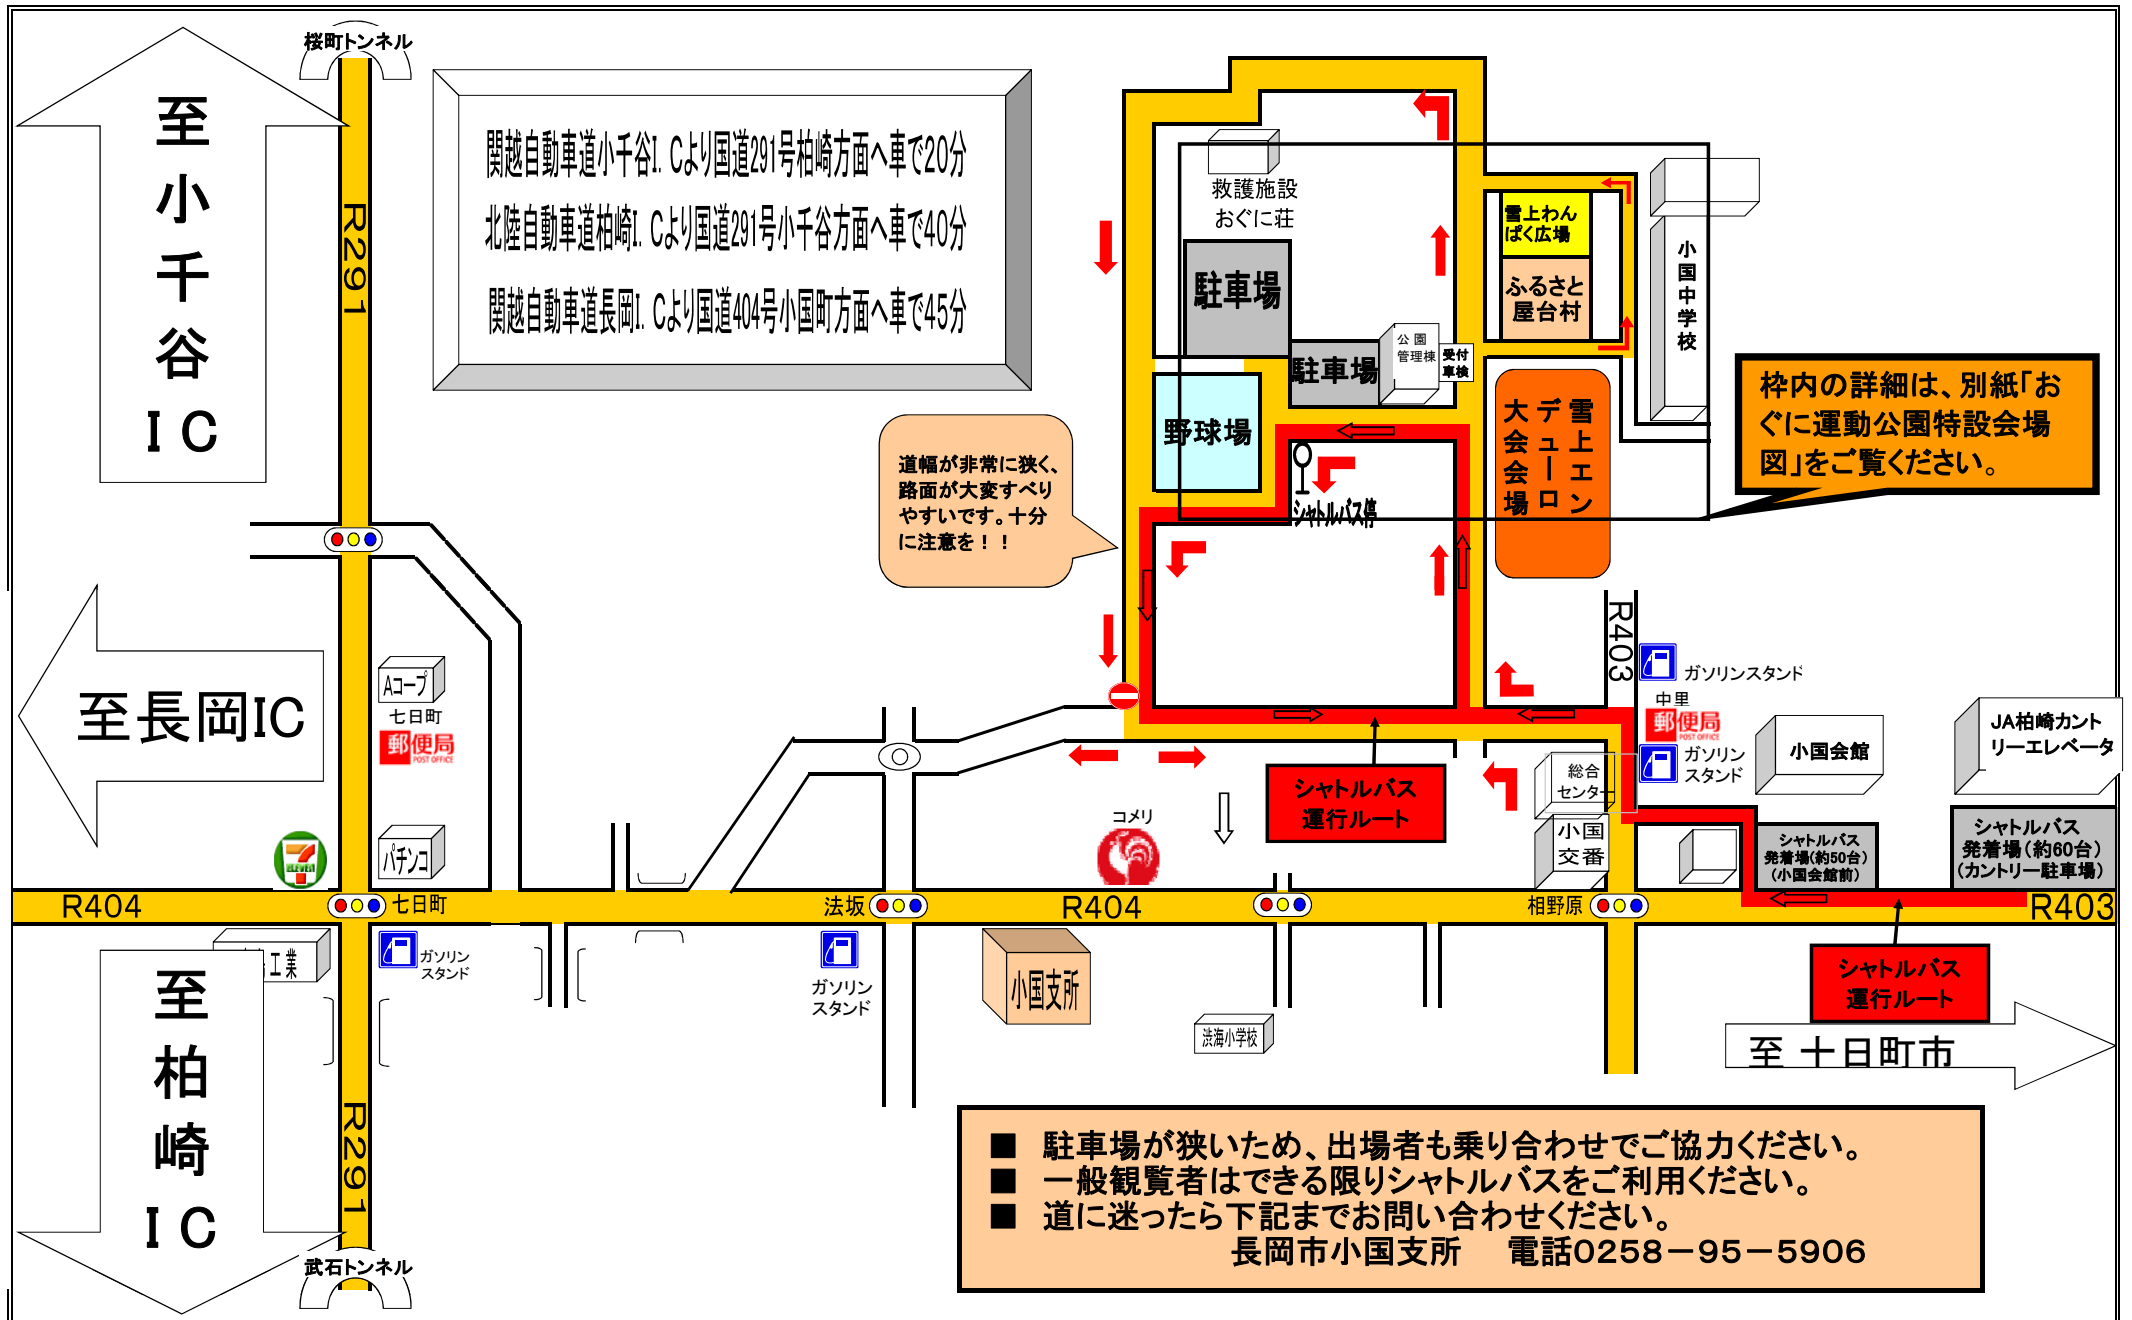 桜町トンネル
至小千谷IC
R291
関越自動車道小千谷I.Cより国道291号柏崎方面へ車で20分
北陸自動車道柏崎I.Cより国道291号小千谷方面へ車で40分
関越自動車道長岡I.Cより国道404号小国町方面へ車で45分
救護施設
おぐに荘
駐車場
駐車場
公園
管理棟
受付
車検
野球場
雪上わん
ぱく広場
ふるさと
屋台村
小国中学校
雪上エン
デューロ
大会会場
枠内の詳細は、別紙「お
ぐに運動公園特設会場
図」をご覧ください。
道幅が非常に狭く、
路面が大変すべり
やすいです。十分
に注意を！！
シャトルバス停
至長岡IC
Aコープ
七日町
郵便局
POST OFFICE
パチンコ
7 ELEVEN
R403
ガソリンスタンド
中里
郵便局
POST OFFICE
ガソリン
スタンド
小国会館
JA柏崎カント
リーエレベータ
総合
センター
小国
交番
シャトルバス
運行ルート
コメリ
シャトルバス
発着場(約50台)
(小国会館前)
シャトルバス
発着場(約60台)
(カントリー駐車場)
R404
七日町
法坂
R404
相野原
R403
工業
ガソリン
スタンド
ガソリン
スタンド
小国支所
渋海小学校
シャトルバス
運行ルート
至 十日町市
至柏崎IC
R291
武石トンネル
■ 駐車場が狭いため、出場者も乗り合わせでご協力ください。
■ 一般観覧者はできる限りシャトルバスをご利用ください。
■ 道に迷ったら下記までお問い合わせください。
長岡市小国支所 電話0258－95－5906